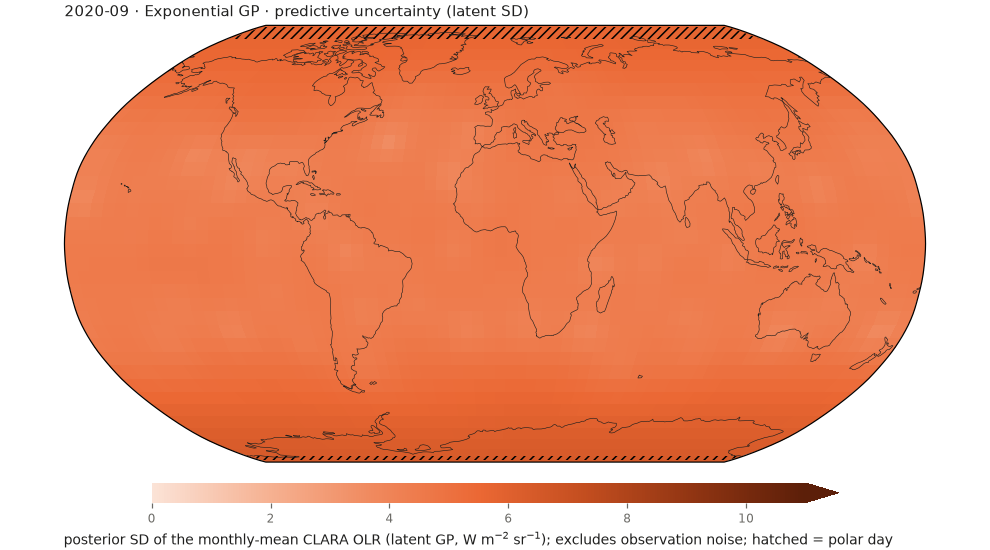 2020-09 · Exponential GP · predictive uncertainty (latent SD)
0 2 4 6 8 10
posterior SD of the monthly-mean CLARA OLR (latent GP, W m⁻² sr⁻¹); excludes observation noise; hatched = polar day